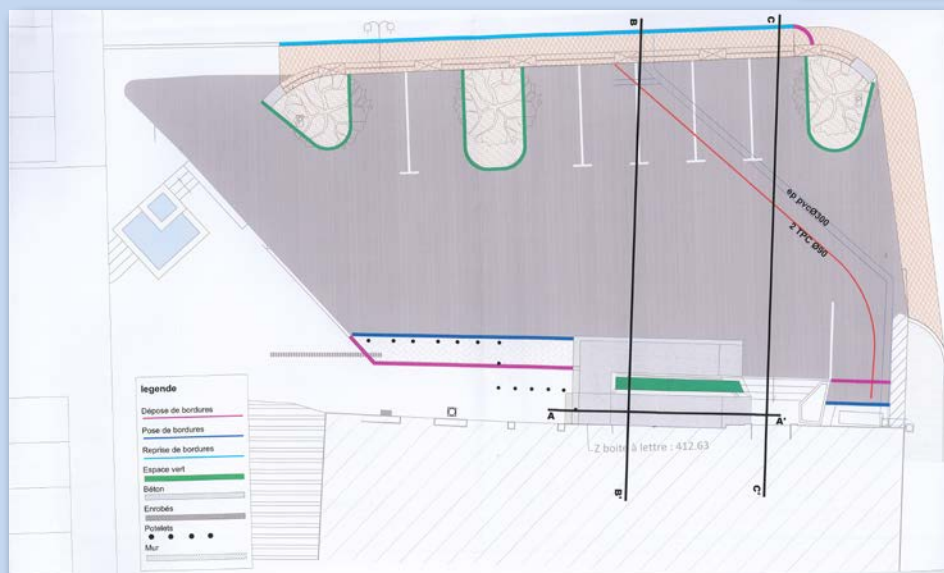 B
C
ep pvcØ300
2 TPC Ø90
A
A'
Z boite à lettre : 412.63
B'
C'
legende
Dépose de bordures
Pose de bordures
Reprise de bordures
Espace vert
Béton
Enrobés
Potelets
Mur